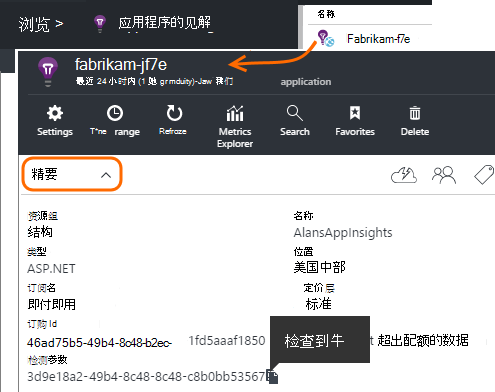 浏览 >
应用程序的见解
名称
Fabrikam-f7e
fabrikam-jf7e
最近 24 小时内 (1 她 grmduity)-Jaw 我们
application
Settings
T*ne range
Refroze
Metrics Explorer
Search
Favorites
Delete
精要
资源组
名称
结构
AlansAppInsights
类型
位置
ASP.NET
美国中部
订阅名
定价层
即付即用
标准
订购 Id
46ad75b5-49b4-8c48-b2ec-
1fd5aaaf1850
检查到牛
t 超出配额的数据
检测参数
3d9e18a2-49b4-8c48-8c48-c8b0bb53567